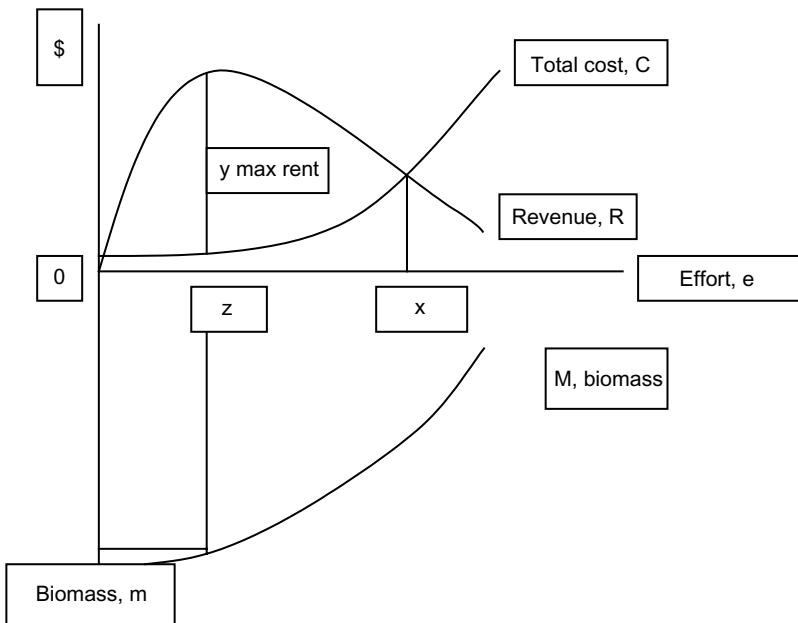 $
Total cost, C
y max rent
Revenue, R
0
Effort, e
z
x
M, biomass
Biomass, m